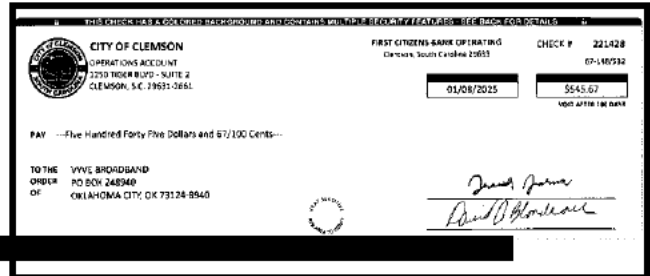 THIS CHECK HAS A COLORED BACKGROUND AND CONTAINS MULTIPLE SECURITY FEATURES - SEE BACK FOR DETAILS
CITY OF CLEMSON
OPERATIONS ACCOUNT
1250 TIGER BLVD - SUITE 2
CLEMSON, S.C. 29631-2661
FIRST CITIZENS BANK OPERATING
Clemson, South Carolina 29633
CHECK # 221428
67-148/532
01/08/2025
$545.67
VOID AFTER 180 DAYS
PAY ---Five Hundred Forty Five Dollars and 67/100 Cents---
TO THE ORDER OF
VYVE BROADBAND
PO BOX 248940
OKLAHOMA CITY, OK 73124-8940